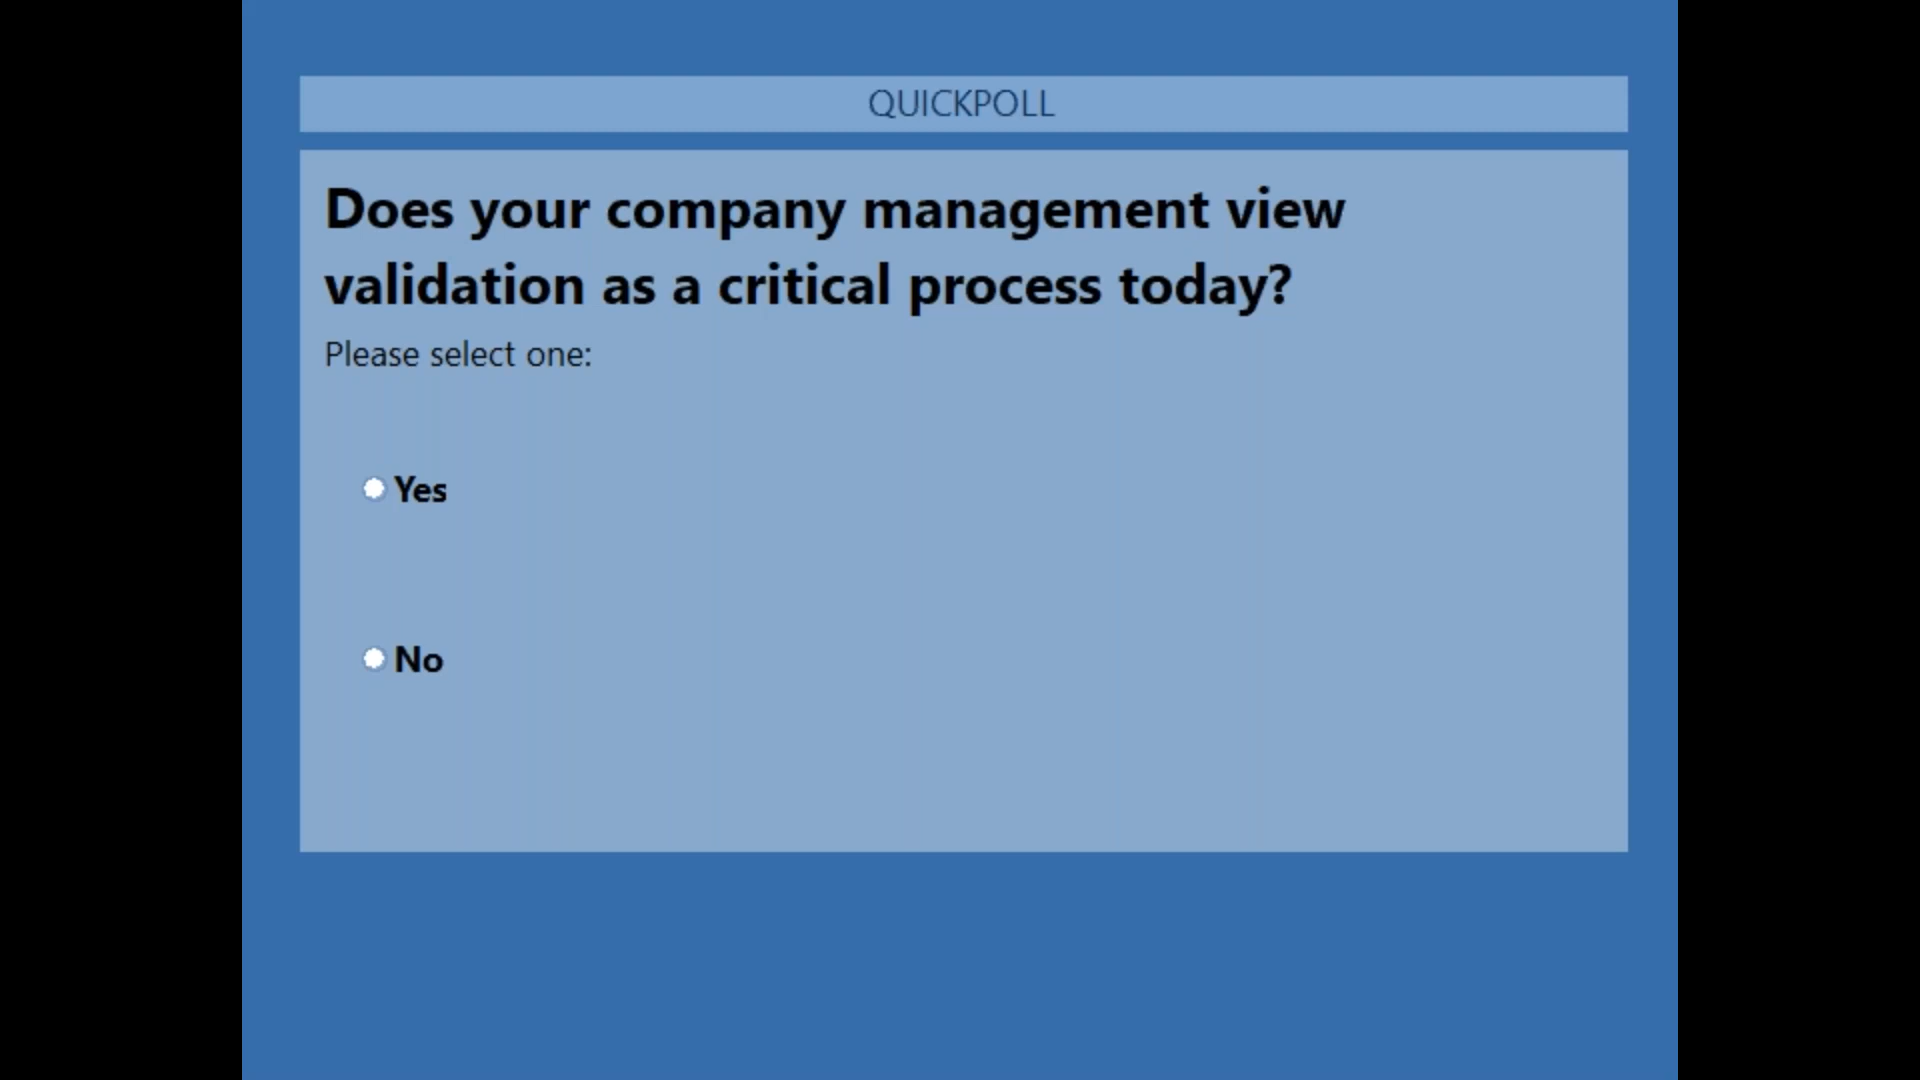 QUICKPOLL
Does your company management view
validation as a critical process today?
Please select one:
Yes
No